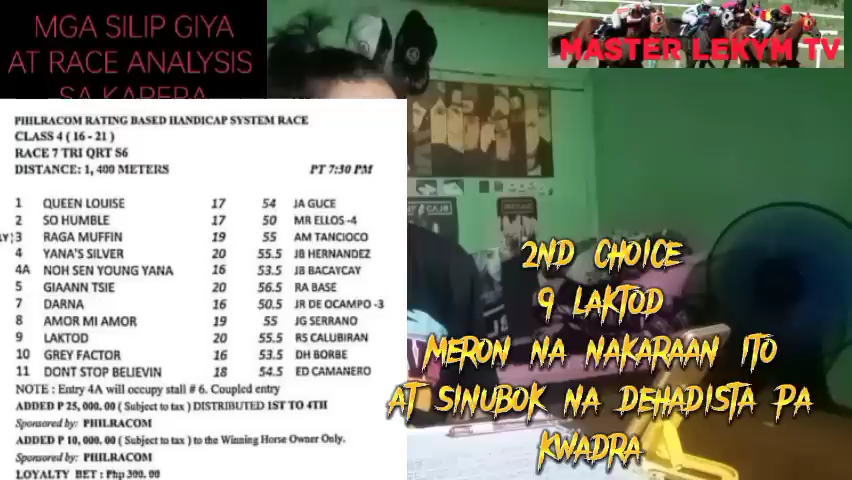 MGA SILIP GIYA
AT RACE ANALYSIS
SA KARERA
MASTER LEKYM TV
PHILRACOM RATING BASED HANDICAP SYSTEM RACE
CLASS 4 ( 16 - 21 )
RACE 7 TRI QRT S6
DISTANCE: 1, 400 METERS PT 7:30 PM
1 QUEEN LOUISE 17 54 JA GUCE
2 SO HUMBLE 17 50 MR ELLOS -4
3 RAGA MUFFIN 19 55 AM TANCIOCO
4 YANA'S SILVER 20 55.5 JB HERNANDEZ
4A NOH SEN YOUNG YANA 16 53.5 JB BACAYCAY
5 GIAANN TSIE 20 56.5 RA BASE
7 DARNA 16 50.5 JR DE OCAMPO -3
8 AMOR MI AMOR 19 55 JG SERRANO
9 LAKTOD 20 55.5 RS CALUBIRAN
10 GREY FACTOR 16 53.5 DH BORBE
11 DONT STOP BELIEVIN 18 54.5 ED CAMANERO
NOTE : Entry 4A will occupy stall # 6. Coupled entry
ADDED P 25, 000. 00 ( Subject to tax ) DISTRIBUTED 1ST TO 4TH
Sponsored by: PHILRACOM
ADDED P 10, 000. 00 ( Subject to tax ) to the Winning Horse Owner Only.
Sponsored by: PHILRACOM
LOYALTY BET : Php 300. 00
2ND CHOICE
9 LAKTOD
MERON NA NAKARAAN ITO
AT SINUBOK NA DEHADISTA PA
KWADRA